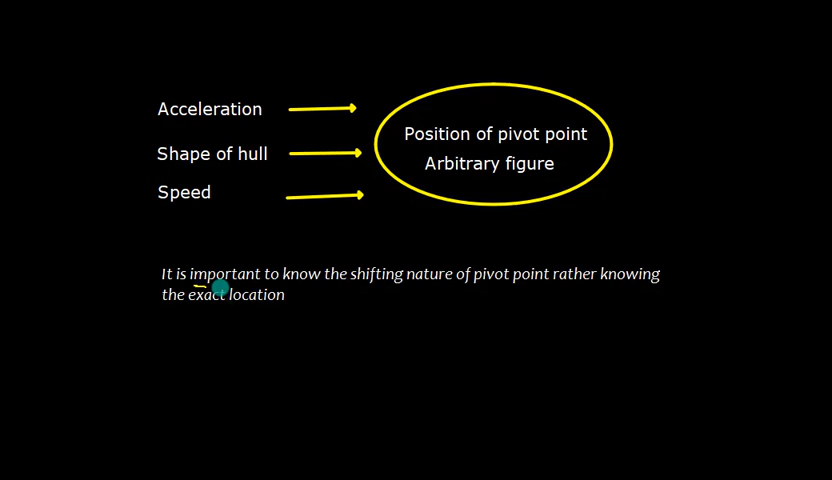 Acceleration
Position of pivot point
Shape of hull
Arbitrary figure
Speed
It is important to know the shifting nature of pivot point rather knowing
the exact location